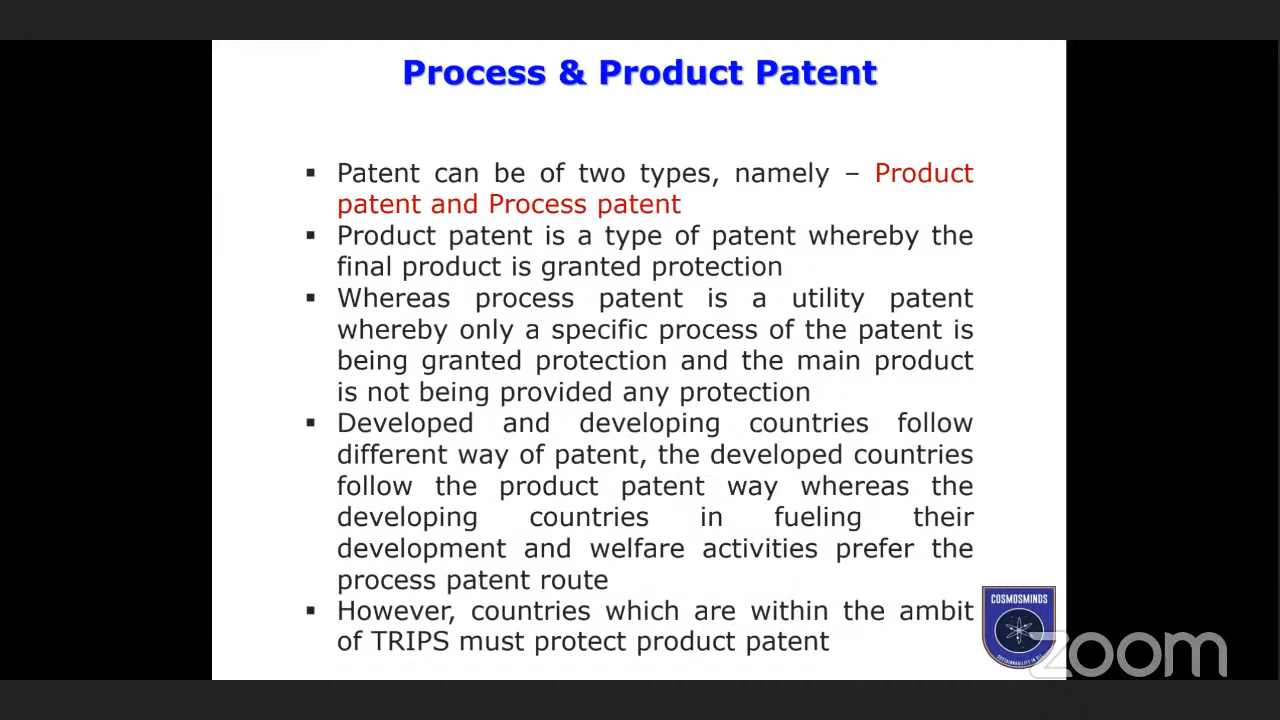 Process & Product Patent
▪ Patent can be of two types, namely – Product
patent and Process patent
▪ Product patent is a type of patent whereby the
final product is granted protection
▪ Whereas process patent is a utility patent
whereby only a specific process of the patent is
being granted protection and the main product
is not being provided any protection
▪ Developed and developing countries follow
different way of patent, the developed countries
follow the product patent way whereas the
developing countries in fueling their
development and welfare activities prefer the
process patent route
▪ However, countries which are within the ambit
of TRIPS must protect product patent
COSMOSMINDS
zoom